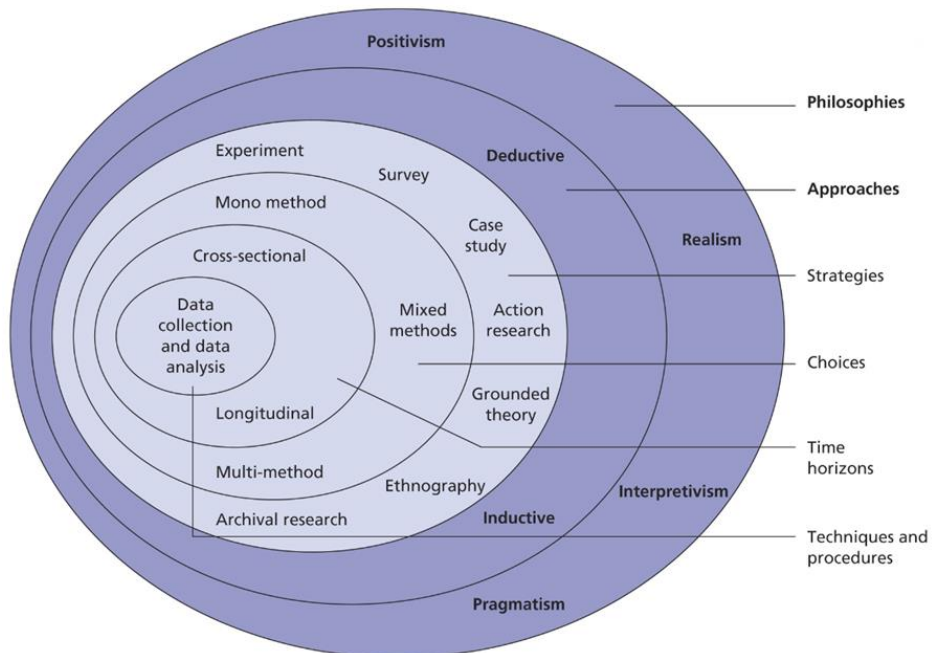 Positivism
Philosophies
Deductive
Approaches
Realism
Experiment
Survey
Case
study
Strategies
Mono method
Cross-sectional
Data
collection
and data
analysis
Mixed
methods
Action
research
Choices
Grounded
theory
Longitudinal
Time
horizons
Multi-method
Ethnography
Interpretivism
Archival research
Inductive
Techniques and
procedures
Pragmatism